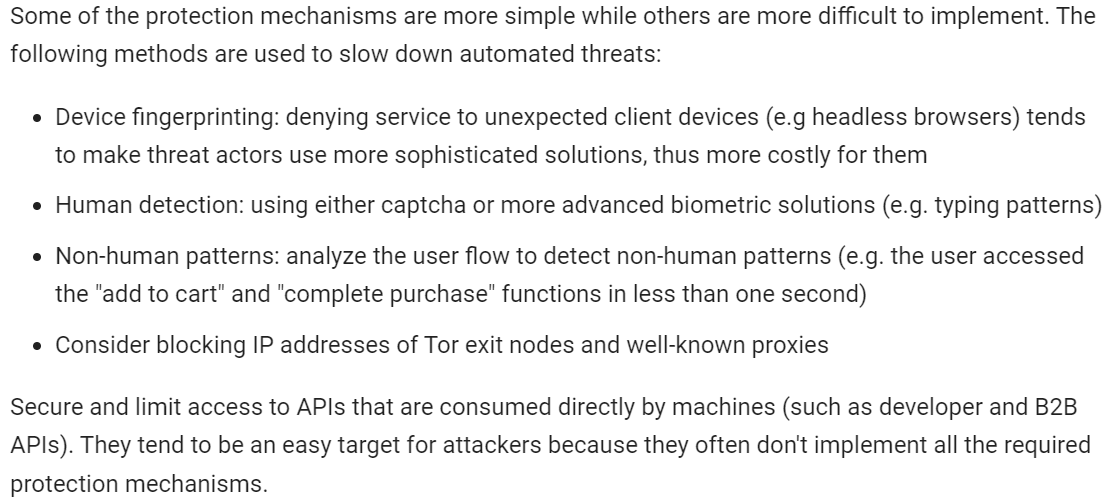 Some of the protection mechanisms are more simple while others are more difficult to implement. The
following methods are used to slow down automated threats:
• Device fingerprinting: denying service to unexpected client devices (e.g headless browsers) tends
to make threat actors use more sophisticated solutions, thus more costly for them
• Human detection: using either captcha or more advanced biometric solutions (e.g. typing patterns)
• Non-human patterns: analyze the user flow to detect non-human patterns (e.g. the user accessed
the "add to cart" and "complete purchase" functions in less than one second)
• Consider blocking IP addresses of Tor exit nodes and well-known proxies
Secure and limit access to APIs that are consumed directly by machines (such as developer and B2B
APIs). They tend to be an easy target for attackers because they often don't implement all the required
protection mechanisms.